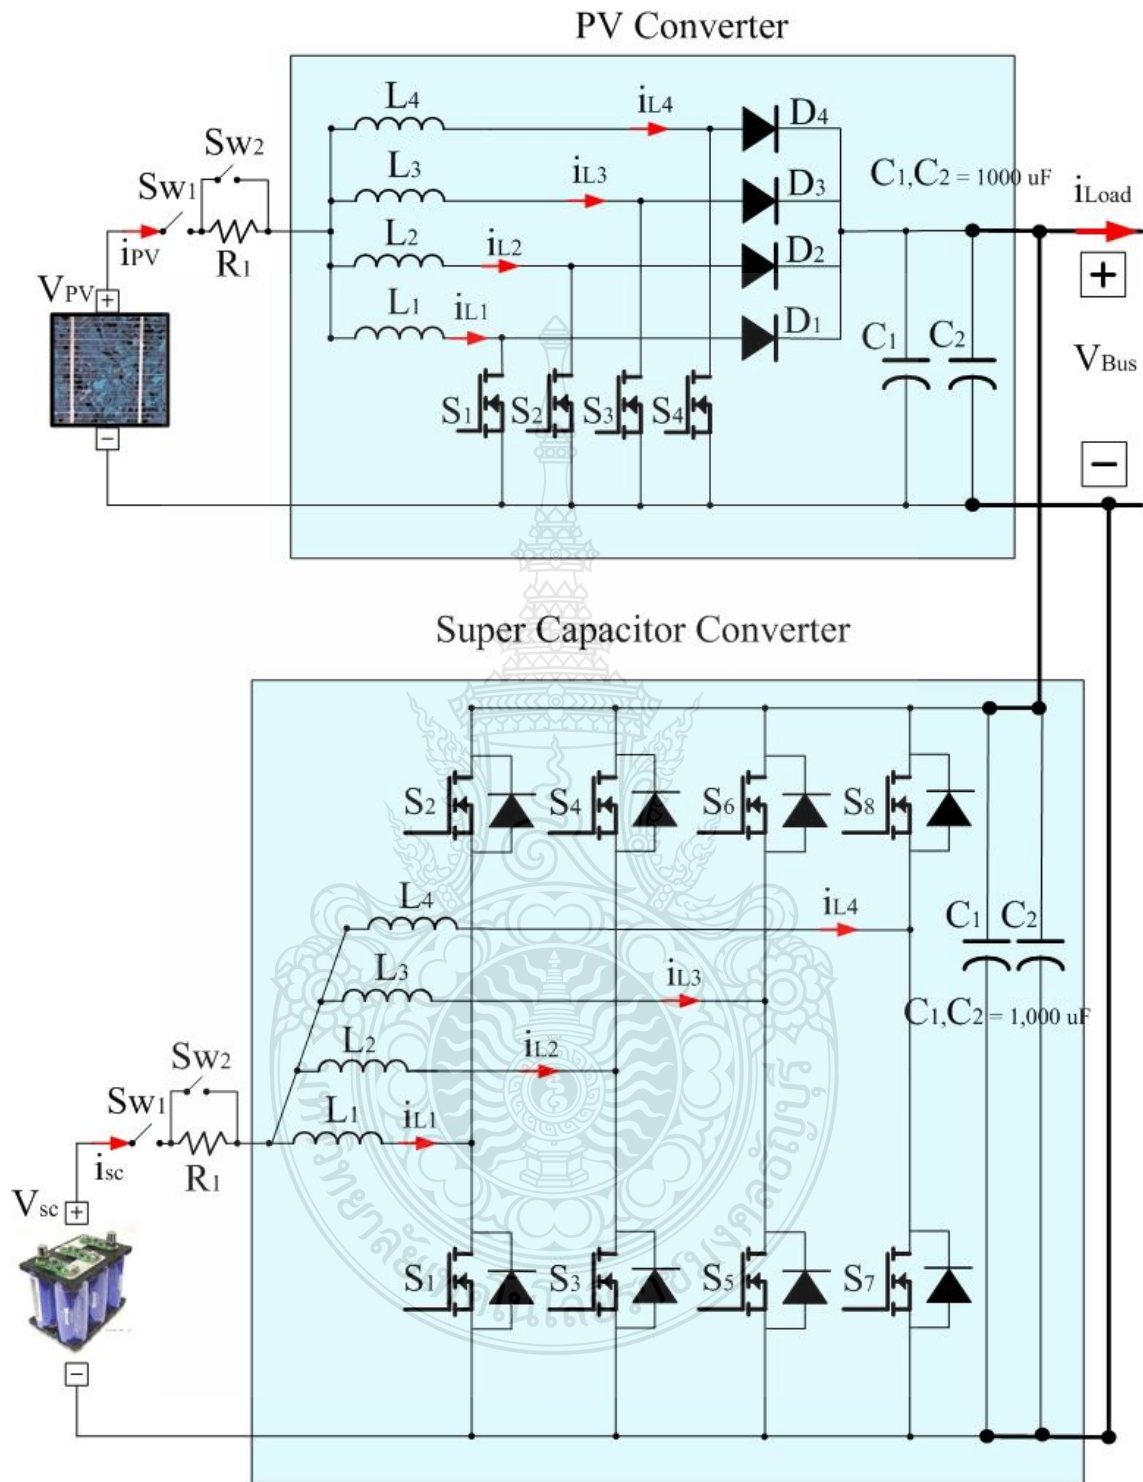 PV Converter
L4
iL4
D4
Sw2
L3
iL3
D3
C1,C2 = 1000 uF
iLoad
Sw1
L2
iL2
D2
iPV
R1
+
VPV
+
L1
iL1
D1
C1
C2
VBus
S1
S2
S3
S4
−
−
Super Capacitor Converter
S2
S4
S6
S8
L4
iL4
C1
C2
L3
iL3
C1,C2 = 1,000 uF
L2
iL2
Sw2
Sw1
L1
iL1
isc
R1
Vsc
+
S1
S3
S5
S7
−